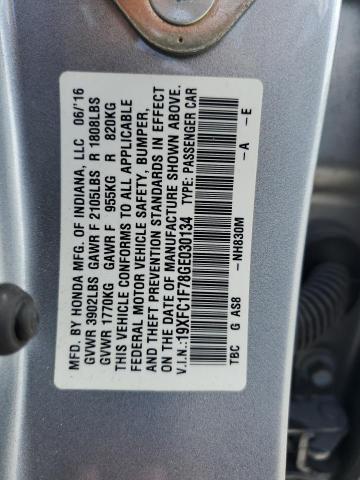 MFD. BY HONDA MFG. OF INDIANA, LLC 06/'16
GVWR 3902LBS GAWR F 2105LBS R 1808LBS
GVWR 1770KG GAWR F 955KG R 820KG
THIS VEHICLE CONFORMS TO ALL APPLICABLE
FEDERAL MOTOR VEHICLE SAFETY, BUMPER,
AND THEFT PREVENTION STANDARDS IN EFFECT
ON THE DATE OF MANUFACTURE SHOWN ABOVE.
V.I.N.:19XFC1F78GE030134 TYPE: PASSENGER CAR
-NH830M -A -E
TBC G AS8